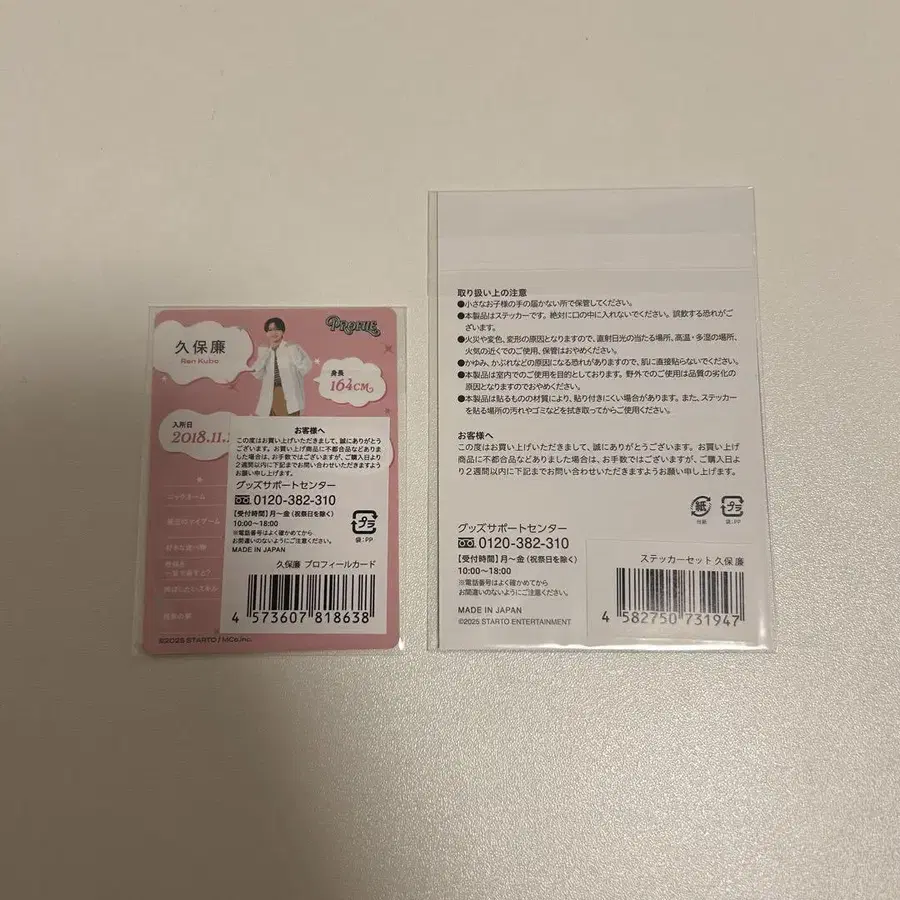 PROFILE
久保廉
Ren Kubo
身長
164CM
入所日
2018.11.
ニックネーム
お客様へ
この度はお買い上げいただきまして、誠にありがとう
ございます。お買い上げ商品に不都合品などありました
場合は、お手数ではございますが、ご購入日より
2週間以内に下記までお問い合わせいただきますよう
お願い申し上げます。
グッズサポートセンター
0120-382-310
【受付時間】月〜金（祝祭日を除く）
10:00〜18:00
※電話番号はよく確かめてから
お間違いのないようにご注意ください。
MADE IN JAPAN
プラ
袋:PP
久保廉 プロフィールカード
4 573607 818638
©2025 STARTO / MCo.,Inc.
取り扱い上の注意
●小さなお子様の手の届かない所で保管してください。
●本製品はステッカーです。絶対に口の中に入れないでください。誤飲する恐れがご
ざいます。
●火災や変色、変形の原因となりますので、直射日光の当たる場所、高温・多湿の場所、
火気の近くでのご使用、保管はおやめください。
●かゆみ、かぶれなどの原因になる恐れがありますので、肌に直接貼らないでください。
●本製品は室内でのご使用を目的としております。野外でのご使用は品質の劣化の
原因となりますのでおやめください。
●本製品は貼るものの材質により、貼り付きにくい場合があります。また、ステッカー
を貼る場所の汚れやゴミなどを拭き取ってからご使用ください。
お客様へ
この度はお買い上げいただきまして、誠にありがとうございます。お買い上げ
商品に不都合品などありました場合は、お手数ではございますが、ご購入日より
2週間以内に下記までお問い合わせいただきますようお願い申し上げます。
紙
台紙
プラ
袋:PP
グッズサポートセンター
0120-382-310
【受付時間】月〜金（祝祭日を除く）
10:00〜18:00
※電話番号はよく確かめてから
お間違いのないようにご注意ください。
MADE IN JAPAN
©2025 STARTO ENTERTAINMENT
ステッカーセット 久保 廉
4 582750 731947